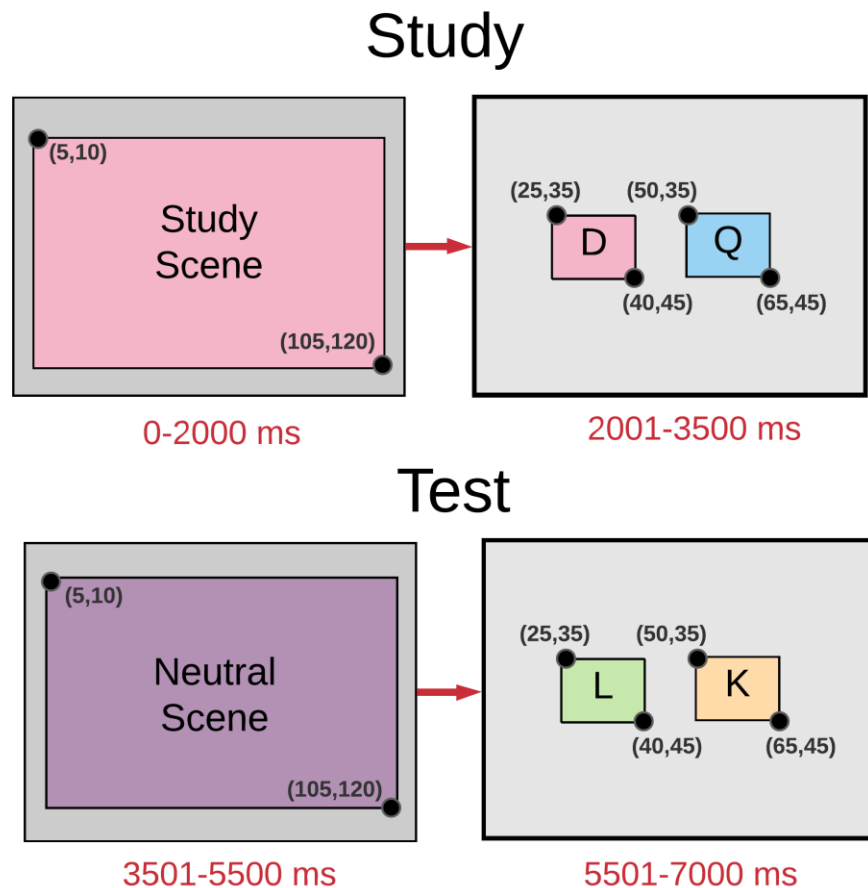 Study
(5,10)
Study
Scene
(105,120)
0-2000 ms
(25,35)
(50,35)
D
Q
(40,45)
(65,45)
2001-3500 ms
Test
(5,10)
Neutral
Scene
(105,120)
3501-5500 ms
(25,35)
(50,35)
L
K
(40,45)
(65,45)
5501-7000 ms